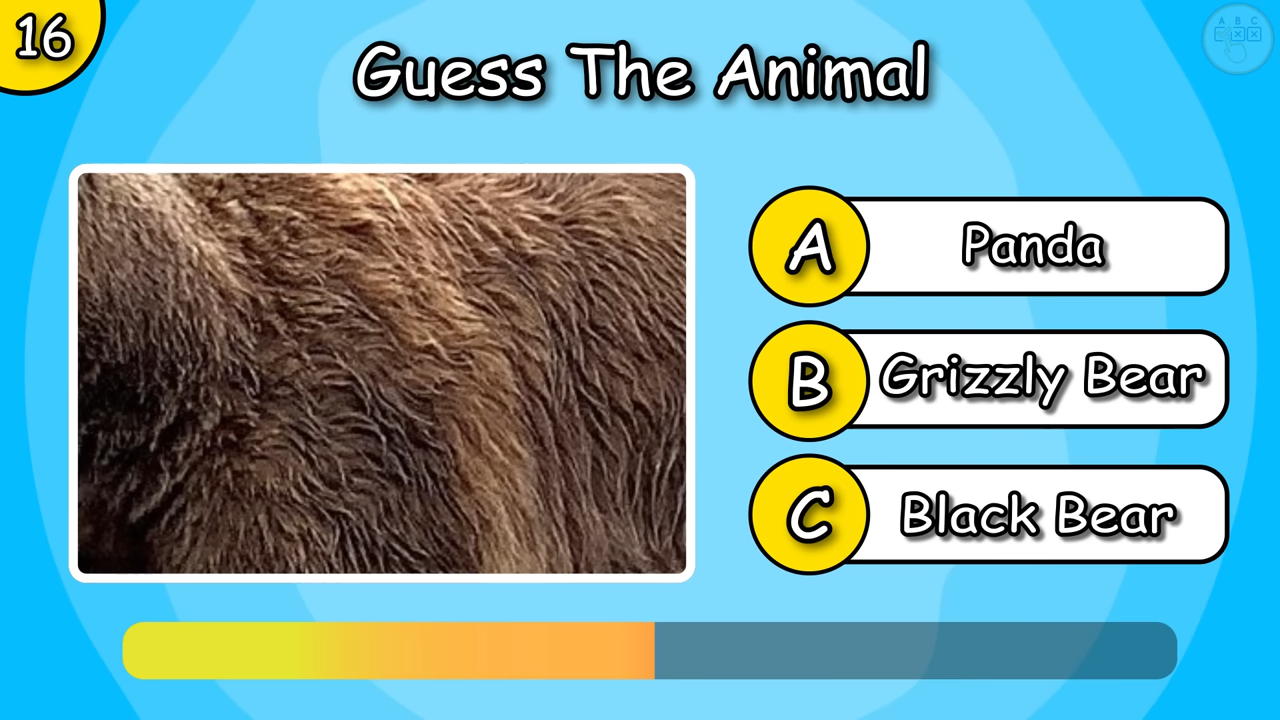 16
Guess The Animal
A B C
A Panda
B Grizzly Bear
C Black Bear